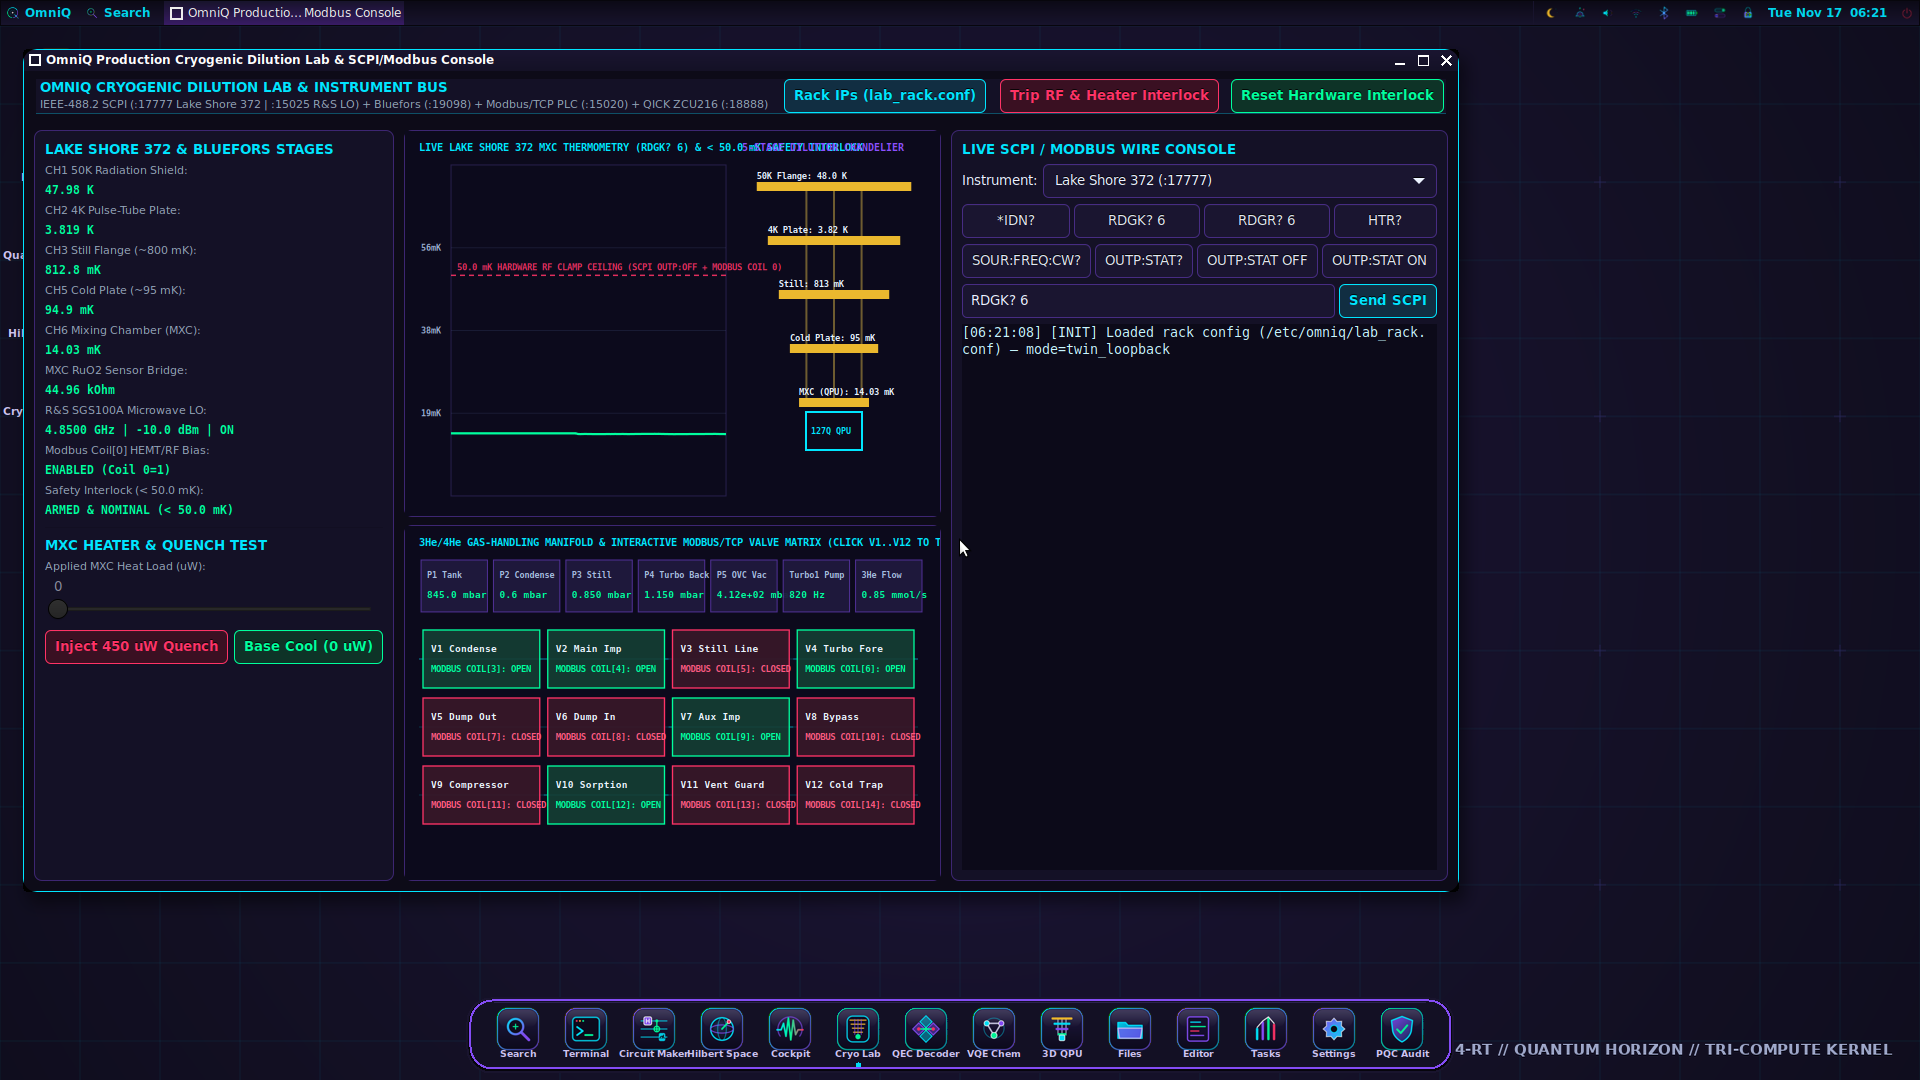 OmniQ
Search
OmniQ Productio... Modbus Console
Tue Nov 17 06:21
OmniQ Production Cryogenic Dilution Lab & SCPI/Modbus Console
OMNIQ CRYOGENIC DILUTION LAB & INSTRUMENT BUS
IEEE-488.2 SCPI (:17777 Lake Shore 372 | :15025 R&S LO) + Bluefors (:19098) + Modbus/TCP PLC (:15020) + QICK ZCU216 (:18888)
Rack IPs (lab_rack.conf)
Trip RF & Heater Interlock
Reset Hardware Interlock
LAKE SHORE 372 & BLUEFORS STAGES
CH1 50K Radiation Shield:
47.98 K
CH2 4K Pulse-Tube Plate:
3.819 K
CH3 Still Flange (~800 mK):
812.8 mK
CH5 Cold Plate (~95 mK):
94.9 mK
CH6 Mixing Chamber (MXC):
14.03 mK
MXC RuO2 Sensor Bridge:
44.96 kOhm
R&S SGS100A Microwave LO:
4.8500 GHz | -10.0 dBm | ON
Modbus Coil[0] HEMT/RF Bias:
ENABLED (Coil 0=1)
Safety Interlock (< 50.0 mK):
ARMED & NOMINAL (< 50.0 mK)
MXC HEATER & QUENCH TEST
Applied MXC Heat Load (uW):
0
Inject 450 uW Quench
Base Cool (0 uW)
LIVE LAKE SHORE 372 MXC THERMOMETRY (RDGK? 6) & < 50.0 mK SAFETY INTERLOCK
56mK
50.0 mK HARDWARE RF CLAMP CEILING (SCPI OUTP:OFF + MODBUS COIL 0)
38mK
19mK
50K Flange: 48.0 K
4K Plate: 3.82 K
Still: 813 mK
Cold Plate: 95 mK
MXC (QPU): 14.03 mK
127Q QPU
3He/4He GAS-HANDLING MANIFOLD & INTERACTIVE MODBUS/TCP VALVE MATRIX (CLICK V1..V12 TO T
P1 Tank
845.0 mbar
P2 Condense
0.6 mbar
P3 Still
0.850 mbar
P4 Turbo Back
1.150 mbar
P5 OVC Vac
4.12e+02 mb
Turbo1 Pump
820 Hz
3He Flow
0.85 mmol/s
V1 Condense
MODBUS COIL[3]: OPEN
V2 Main Imp
MODBUS COIL[4]: OPEN
V3 Still Line
MODBUS COIL[5]: CLOSED
V4 Turbo Fore
MODBUS COIL[6]: OPEN
V5 Dump Out
MODBUS COIL[7]: CLOSED
V6 Dump In
MODBUS COIL[8]: CLOSED
V7 Aux Imp
MODBUS COIL[9]: OPEN
V8 Bypass
MODBUS COIL[10]: CLOSED
V9 Compressor
MODBUS COIL[11]: CLOSED
V10 Sorption
MODBUS COIL[12]: OPEN
V11 Vent Guard
MODBUS COIL[13]: CLOSED
V12 Cold Trap
MODBUS COIL[14]: CLOSED
LIVE SCPI / MODBUS WIRE CONSOLE
Instrument:
Lake Shore 372 (:17777)
*IDN?
RDGK? 6
RDGR? 6
HTR?
SOUR:FREQ:CW?
OUTP:STAT?
OUTP:STAT OFF
OUTP:STAT ON
RDGK? 6
Send SCPI
[06:21:08] [INIT] Loaded rack config (/etc/omniq/lab_rack.
conf) — mode=twin_loopback
Qua
Hil
Cry
Search
Terminal
Circuit Maker
Hilbert Space
Cockpit
Cryo Lab
QEC Decoder
VQE Chem
3D QPU
Files
Editor
Tasks
Settings
PQC Audit
4-RT // QUANTUM HORIZON // TRI-COMPUTE KERNEL